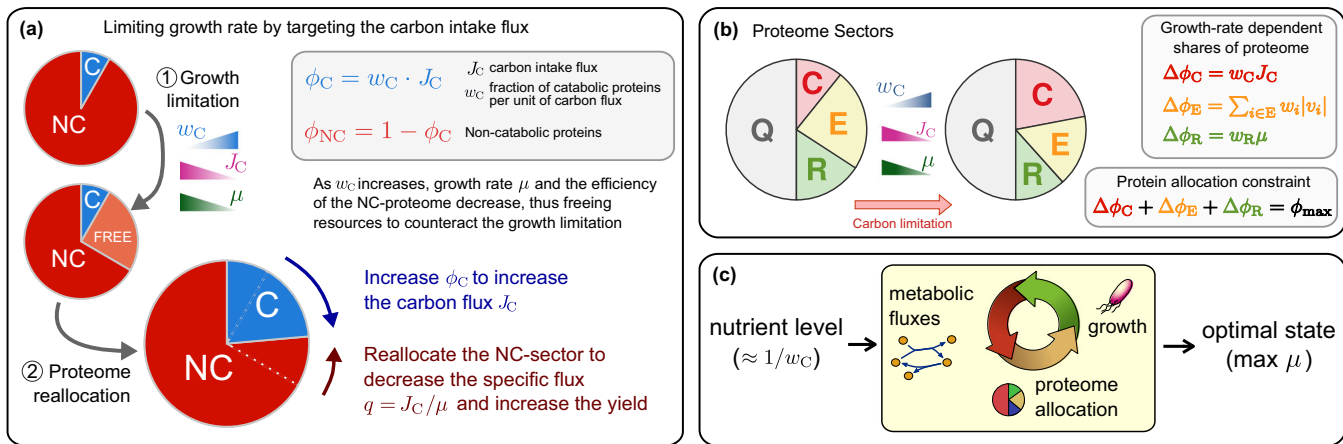 (a) Limiting growth rate by targeting the carbon intake flux
C
NC
① Growth
limitation
w_C
J_C
μ
ϕ_C = w_C · J_C
J_C carbon intake flux
w_C fraction of catabolic proteins
per unit of carbon flux
ϕ_NC = 1 − ϕ_C Non-catabolic proteins
As w_C increases, growth rate μ and the efficiency
of the NC-proteome decrease, thus freeing
resources to counteract the growth limitation
C
FREE
NC
② Proteome
reallocation
C
NC
Increase ϕ_C to increase
the carbon flux J_C
Reallocate the NC-sector to
decrease the specific flux
q = J_C/μ and increase the yield
(b) Proteome Sectors
Q
C
E
R
w_C
J_C
μ
Carbon limitation
Q
C
E
R
Growth-rate dependent
shares of proteome
Δϕ_C = w_C J_C
Δϕ_E = ∑_{i∈E} w_i|v_i|
Δϕ_R = w_R μ
Protein allocation constraint
Δϕ_C + Δϕ_E + Δϕ_R = ϕ_max
(c)
nutrient level
(≈ 1/w_C)
metabolic
fluxes
growth
proteome
allocation
optimal state
(max μ)